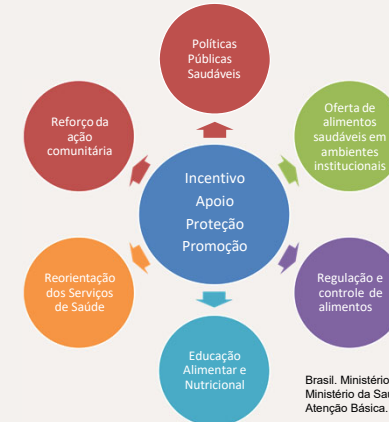 Políticas
Públicas
Saudáveis
Oferta de
alimentos
saudáveis em
ambientes
institucionais
Reforço da
ação
comunitária
Incentivo
Apoio
Proteção
Promoção
Reorientação
dos Serviços
de Saúde
Regulação e
controle de
alimentos
Educação
Alimentar e
Nutricional
Brasil. Ministério
Ministério da Saú
Atenção Básica.